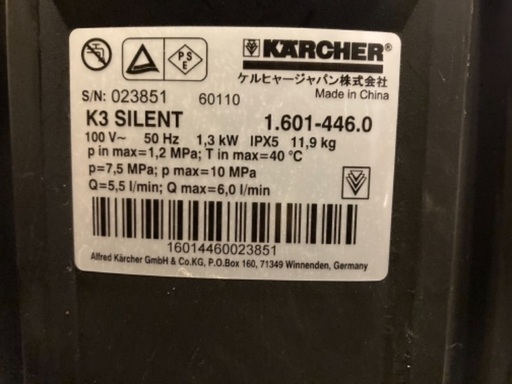 PS
E
KÄRCHER®
ケルヒャージャパン株式会社
Made in China
S/N: 023851 60110
K3 SILENT 1.601-446.0
100 V~ 50 Hz 1,3 kW IPX5 11,9 kg
p in max=1,2 MPa; T in max=40 °C
p=7,5 MPa; p max=10 MPa
Q=5,5 l/min; Q max=6,0 l/min
16014460023851
Alfred Kärcher GmbH & Co.KG, P.O.Box 160, 71349 Winnenden, Germany